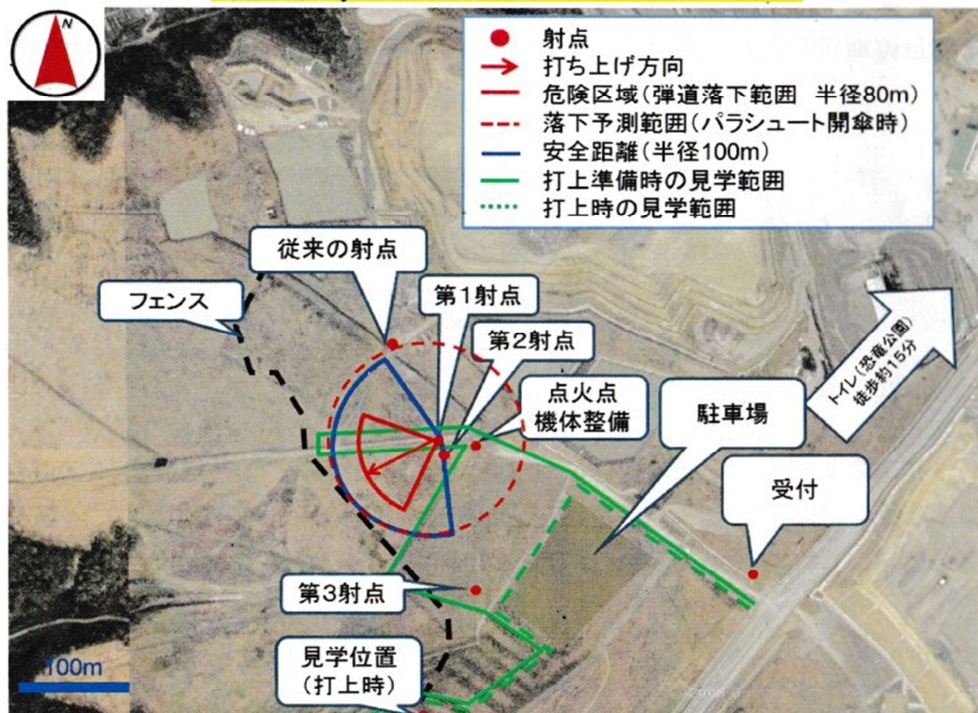 N
射点
打ち上げ方向
危険区域(弾道落下範囲 半径80m)
落下予測範囲(パラシュート開傘時)
安全距離(半径100m)
打上準備時の見学範囲
打上時の見学範囲
従来の射点
フェンス
第1射点
第2射点
点火点
機体整備
駐車場
トイレ(恐竜公園)
徒歩約15分
受付
第3射点
見学位置
(打上時)
100m